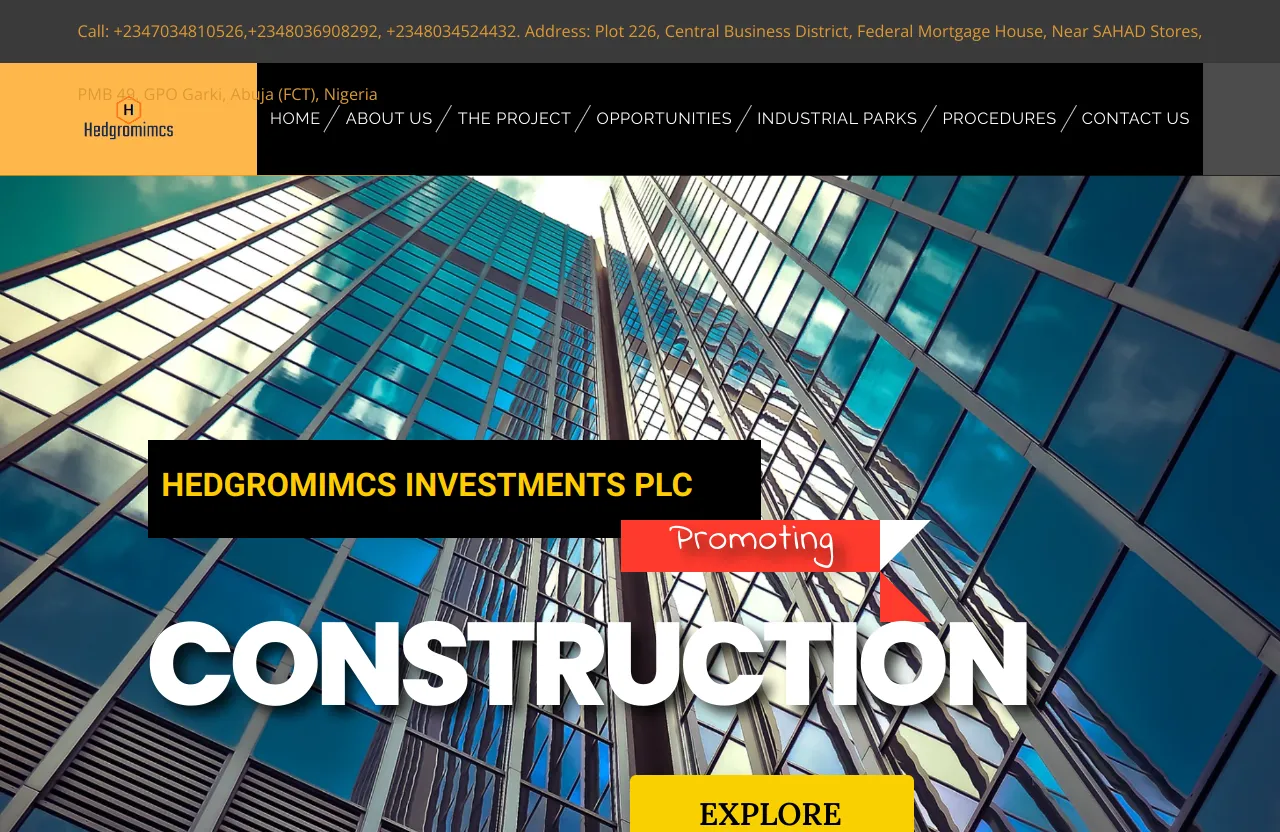 Call: +2347034810526,+2348036908292, +2348034524432. Address: Plot 226, Central Business District, Federal Mortgage House, Near SAHAD Stores,
PMB 49, GPO Garki, Abuja (FCT), Nigeria
H
Hedgromimcs
HOME / ABOUT US / THE PROJECT / OPPORTUNITIES / INDUSTRIAL PARKS / PROCEDURES / CONTACT US
HEDGROMIMCS INVESTMENTS PLC
Promoting
CONSTRUCTION
EXPLORE